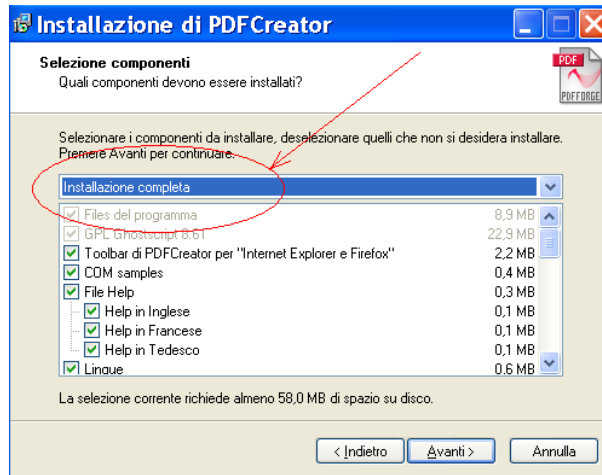 Installazione di PDFCreator
Selezione componenti
Quali componenti devono essere installati?
PDF
PDFFORGE
Selezionare i componenti da installare, deselezionare quelli che non si desidera installare.
Premere Avanti per continuare.
Installazione completa
Files del programma 8,9 MB
GPL Ghostscript 8.61 22,9 MB
Toolbar di PDFCreator per "Internet Explorer e Firefox" 2,2 MB
COM samples 0,4 MB
File Help 0,3 MB
Help in Inglese 0,1 MB
Help in Francese 0,1 MB
Help in Tedesco 0,1 MB
Lingue 0,6 MB
La selezione corrente richiede almeno 58,0 MB di spazio su disco.
< Indietro Avanti > Annulla